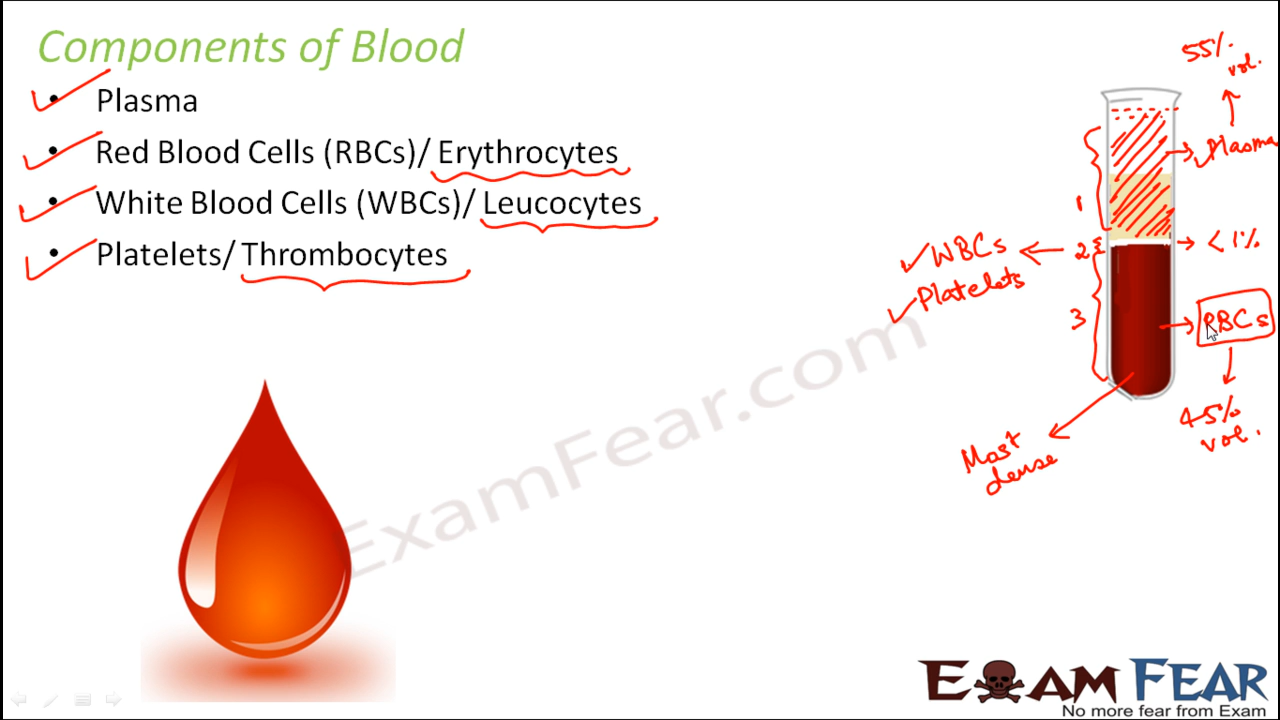 Components of Blood
• Plasma
• Red Blood Cells (RBCs)/ Erythrocytes
• White Blood Cells (WBCs)/ Leucocytes
• Platelets/ Thrombocytes
55% vol.
Plasma
1
2
3
< 1%
WBCs
Platelets
RBCs
45%
vol.
Most
dense
ExamFear.com
EXAM FEAR
No more fear from Exam